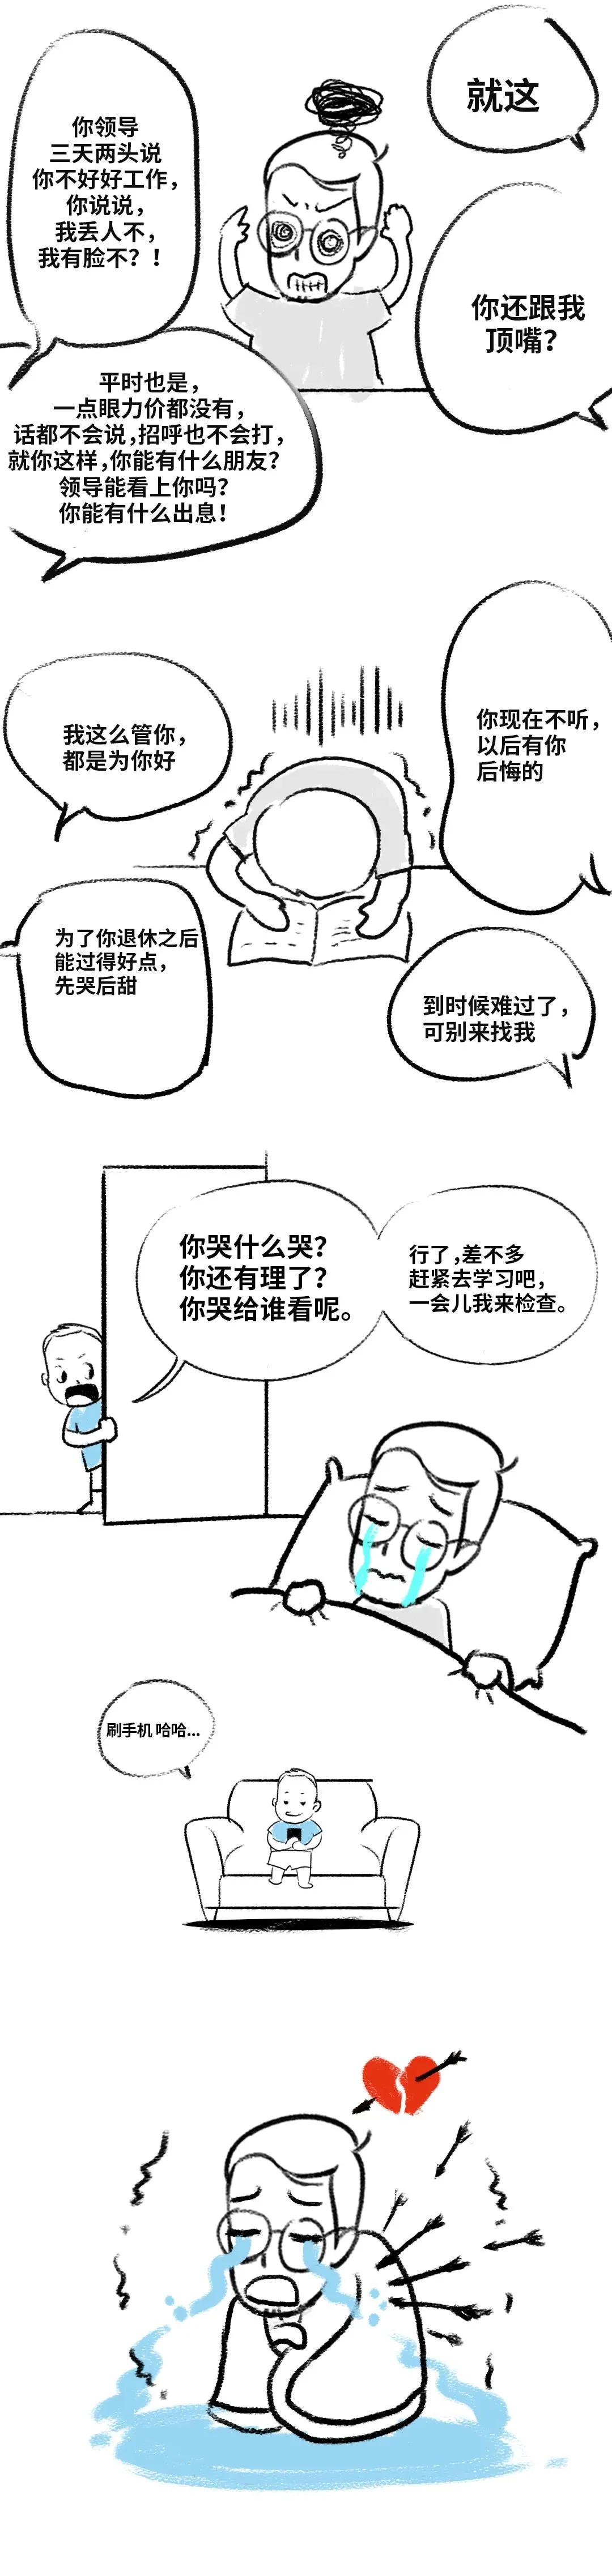 就这
你领导
三天两头说
你不好好工作，
你说说，
我丢人不，
我有脸不？！
你还跟我
顶嘴？
平时也是，
一点眼力价都没有，
话都不会说，招呼也不会打，
就你这样，你能有什么朋友？
领导能看上你吗？
你能有什么出息！
我这么管你，
都是为你好
你现在不听，
以后有你
后悔的
为了你退休之后
能过得好点，
先哭后甜
到时候难过了，
可别来找我
你哭什么哭？
你还有理了？
你哭给谁看呢。
行了，差不多
赶紧去学习吧，
一会儿我来检查。
刷手机 哈哈...